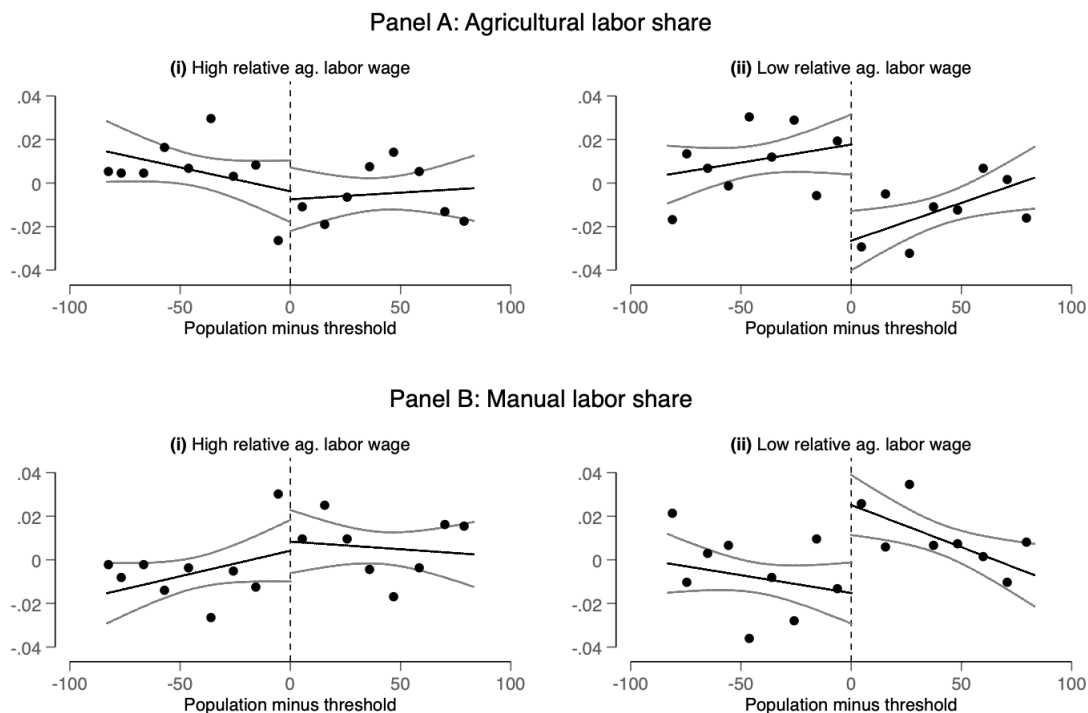 Panel A: Agricultural labor share
(i) High relative ag. labor wage
(ii) Low relative ag. labor wage
.04
.02
0
-.02
-.04
-100 -50 0 50 100
Population minus threshold
.04
.02
0
-.02
-.04
-100 -50 0 50 100
Population minus threshold
Panel B: Manual labor share
(i) High relative ag. labor wage
(ii) Low relative ag. labor wage
.04
.02
0
-.02
-.04
-100 -50 0 50 100
Population minus threshold
.04
.02
0
-.02
-.04
-100 -50 0 50 100
Population minus threshold